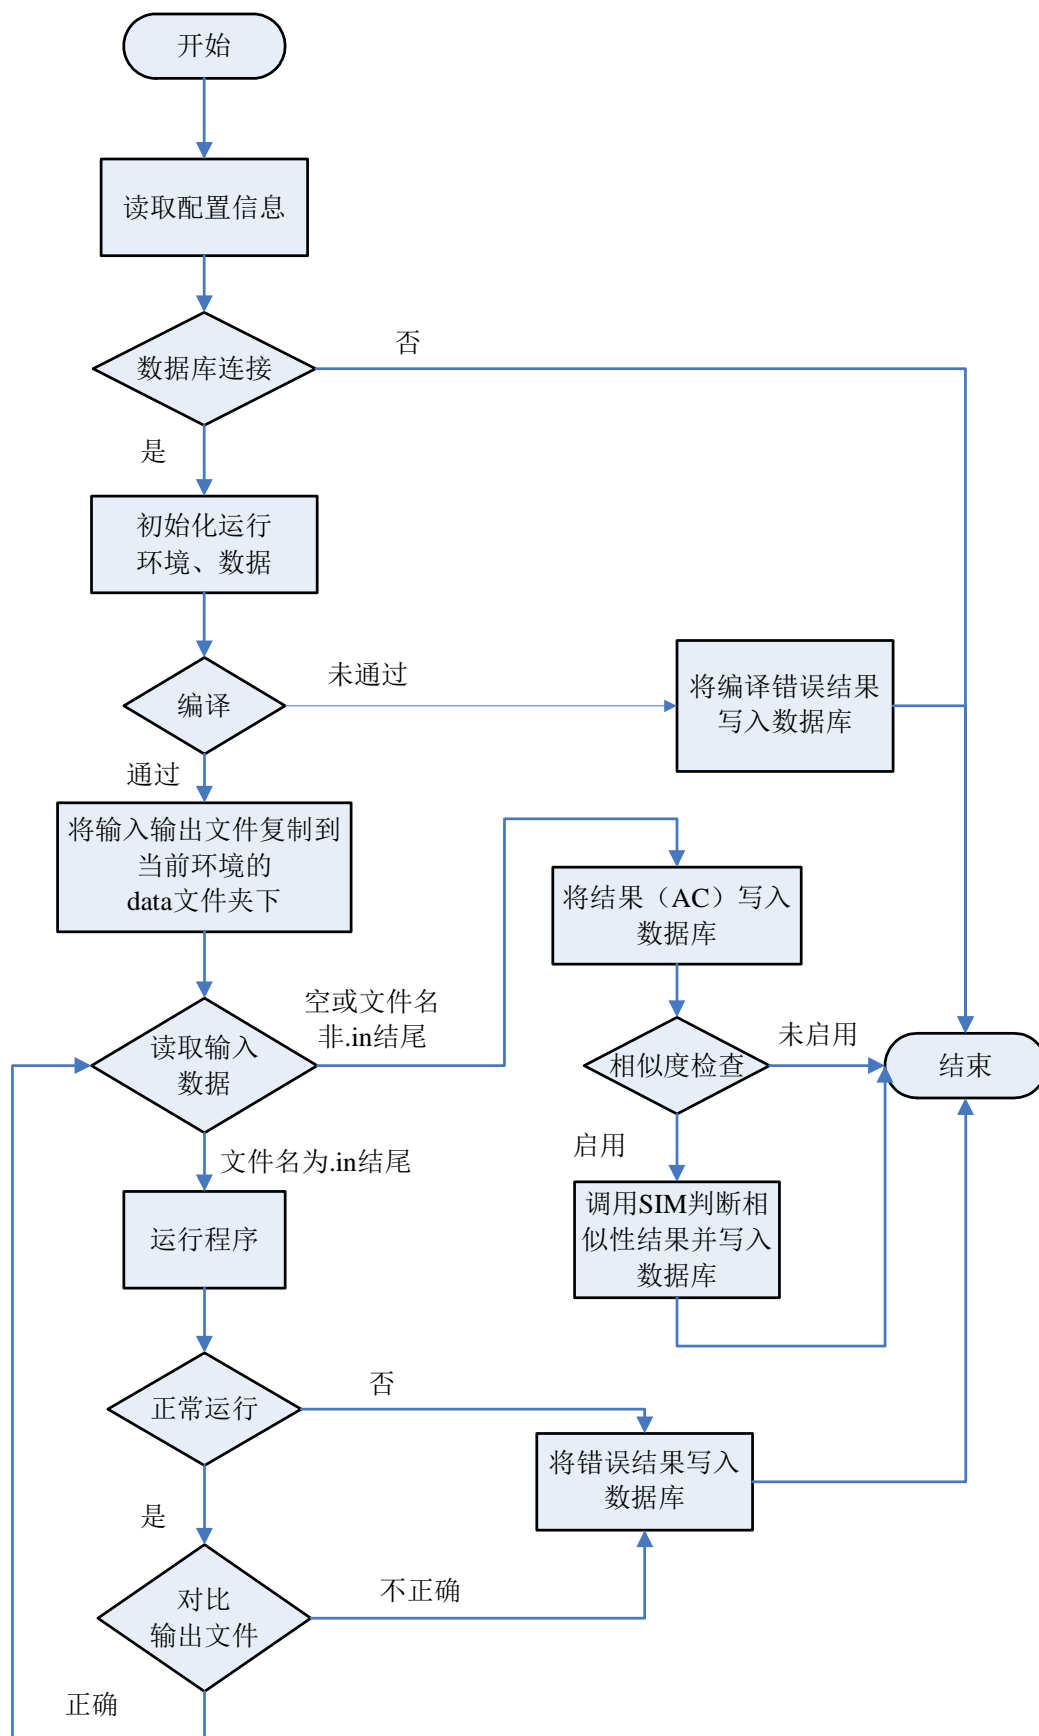 开始
读取配置信息
否
数据库连接
是
初始化运行
环境、数据
未通过
编译
将编译错误结果
写入数据库
通过
将输入输出文件复制到
当前环境的
data文件夹下
将结果（AC）写入
数据库
空或文件名
非.in结尾
读取输入
数据
未启用
相似度检查
结束
启用
文件名为.in结尾
调用SIM判断相
似性结果并写入
数据库
运行程序
否
正常运行
将错误结果写入
数据库
是
不正确
对比
输出文件
正确